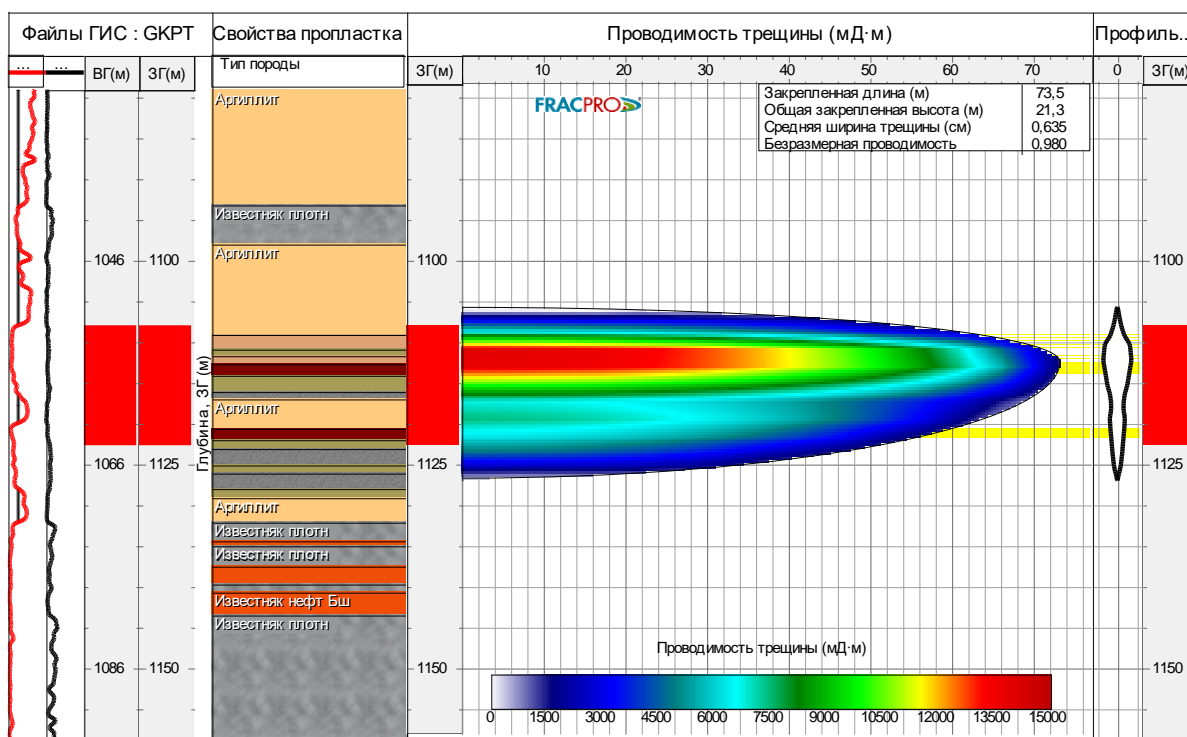 Файлы ГИС : GKPT
Свойства пропластка
Проводимость трещины (мД·м)
Профиль..
...
...
ВГ(м)
ЗГ(м)
Тип породы
ЗГ(м)
10 20 30 40 50 60 70
0
ЗГ(м)
FRACPRO
Закрепленная длина (м) 73,5
Общая закрепленная высота (м) 21,3
Средняя ширина трещины (см) 0,635
Безразмерная проводимость 0,980
Аргиллит
Известняк плотн
Аргиллит
1046 1100 1100 1100
Глубина, ЗГ (м)
Аргиллит
1066 1125 1125 1125
Аргиллит
Известняк плотн
Известняк плотн
Известняк нефт Бш
Известняк плотн
Проводимость трещины (мД·м)
1086 1150 1150 1150
0 1500 3000 4500 6000 7500 9000 10500 12000 13500 15000